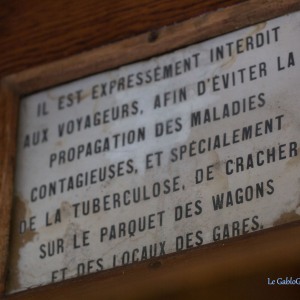 IL EST EXPRESSÉMENT INTERDIT
AUX VOYAGEURS, AFIN D'ÉVITER LA
PROPAGATION DES MALADIES
CONTAGIEUSES, ET SPÉCIALEMENT
DE LA TUBERCULOSE, DE CRACHER
SUR LE PARQUET DES WAGONS
ET DES LOCAUX DES GARES.
Le